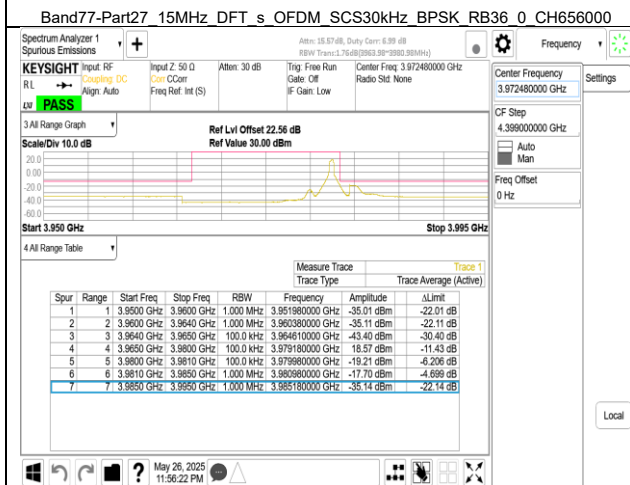 Band77-Part27_15MHz_DFT_s_OFDM_SCS30kHz_BPSK_RB36_0_CH656000
Spectrum Analyzer 1
Spurious Emissions
Attn: 15.57dB, Duty Corr: 6.99 dB
RBW Trans:1.76dB(3963.98~3980.98MHz)
Frequency
KEYSIGHT Input: RF Input Z: 50 Ω Atten: 30 dB Trig: Free Run Center Freq: 3.972480000 GHz
RL Coupling: DC Corr CCorr Gate: Off Radio Std: None
Align: Auto Freq Ref: Int (S) IF Gain: Low
PASS
Center Frequency
3.972480000 GHz
Settings
CF Step
4.399000000 GHz
Auto
Man
Freq Offset
0 Hz
3 All Range Graph
Ref Lvl Offset 22.56 dB
Scale/Div 10.0 dB Ref Value 30.00 dBm
20.0
0.00
-20.0
-40.0
-60.0
Start 3.950 GHz Stop 3.995 GHz
4 All Range Table
Measure Trace Trace 1
Trace Type Trace Average (Active)
Spur Range Start Freq Stop Freq RBW Frequency Amplitude ΔLimit
1 1 3.9500 GHz 3.9600 GHz 1.000 MHz 3.951980000 GHz -35.01 dBm -22.01 dB
2 2 3.9600 GHz 3.9640 GHz 1.000 MHz 3.960380000 GHz -35.11 dBm -22.11 dB
3 3 3.9640 GHz 3.9650 GHz 100.0 kHz 3.964610000 GHz -43.40 dBm -30.40 dB
4 4 3.9650 GHz 3.9800 GHz 100.0 kHz 3.979180000 GHz 18.57 dBm -11.43 dB
5 5 3.9800 GHz 3.9810 GHz 100.0 kHz 3.979980000 GHz -19.21 dBm -6.206 dB
6 6 3.9810 GHz 3.9850 GHz 1.000 MHz 3.980980000 GHz -17.70 dBm -4.699 dB
7 7 3.9850 GHz 3.9950 GHz 1.000 MHz 3.985180000 GHz -35.14 dBm -22.14 dB
Local
May 26, 2025
11:56:22 PM